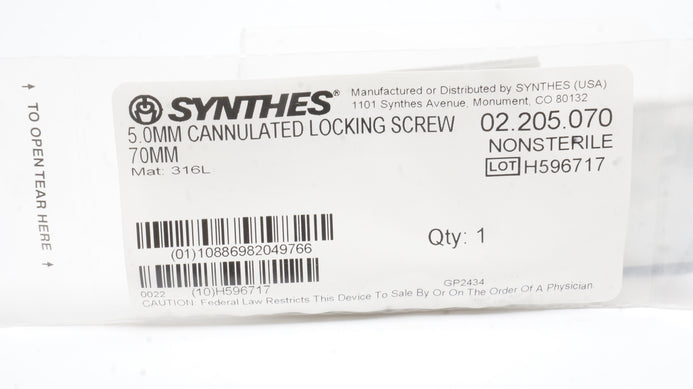 ↑ TO OPEN TEAR HERE ↑
SYNTHES®
Manufactured or Distributed by SYNTHES (USA)
1101 Synthes Avenue, Monument, CO 80132
5.0MM CANNULATED LOCKING SCREW
70MM
Mat: 316L
02.205.070
NONSTERILE
LOT H596717
(01)10886982049766
Qty: 1
(10)H596717
0022
GP2434
CAUTION: Federal Law Restricts This Device To Sale By Or On The Order Of A Physician.